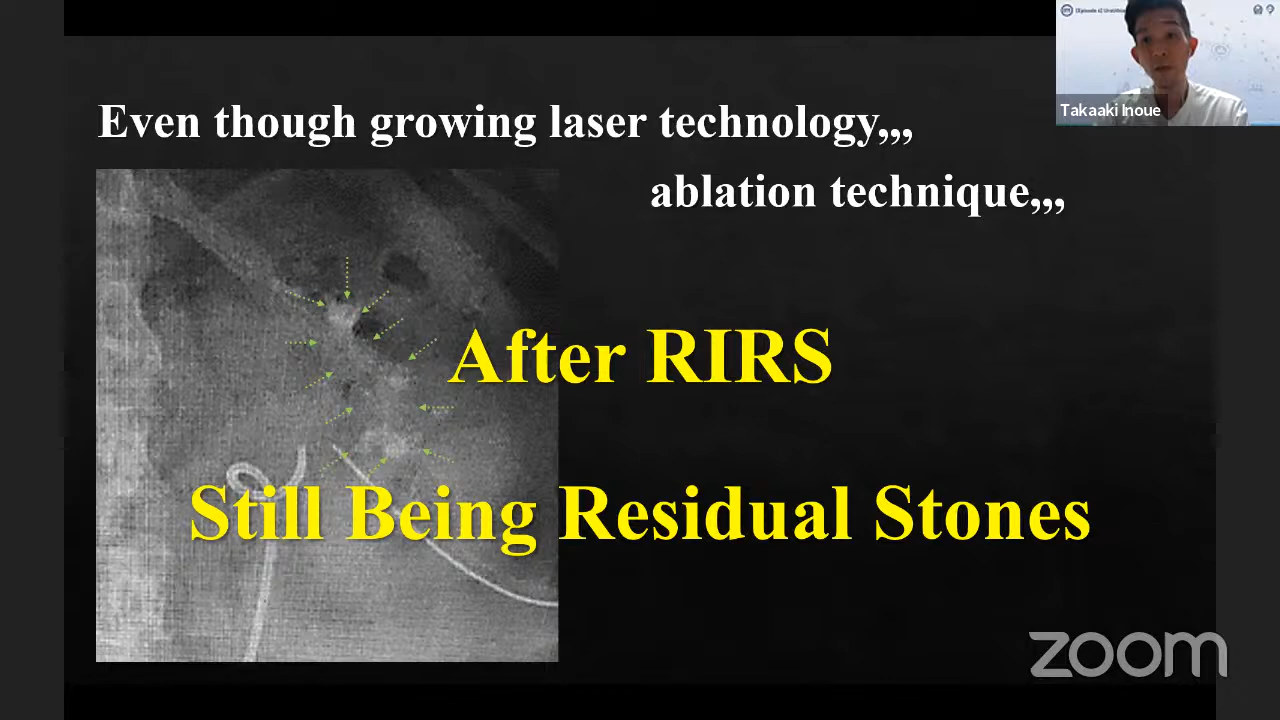 Even though growing laser technology,,,
ablation technique,,,
After RIRS
Still Being Residual Stones
Takaaki Inoue
zoom